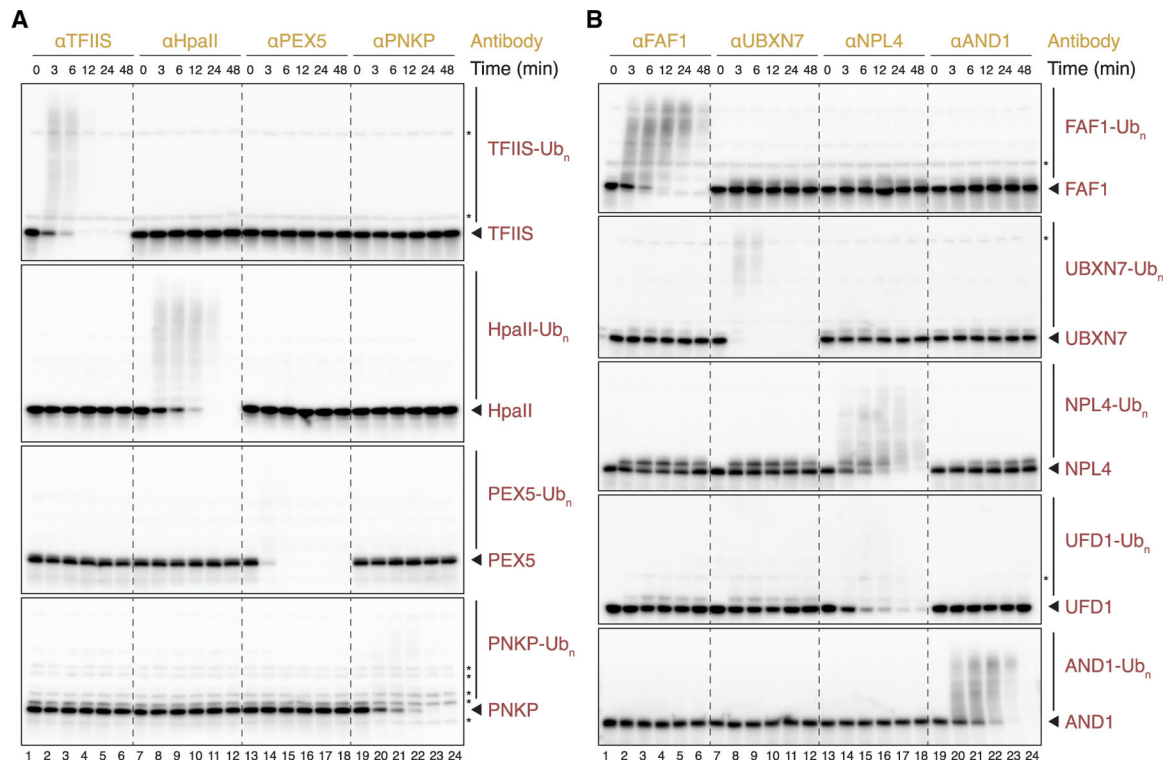 A
αTFIIS αHpaII αPEX5 αPNKP Antibody
0 3 6 12 24 48 0 3 6 12 24 48 0 3 6 12 24 48 0 3 6 12 24 48 Time (min)
*
TFIIS-Ubn
*
TFIIS
HpaII-Ubn
HpaII
PEX5-Ubn
PEX5
PNKP-Ubn
*
*
*
*
PNKP
*
1 2 3 4 5 6 7 8 9 10 11 12 13 14 15 16 17 18 19 20 21 22 23 24
B
αFAF1 αUBXN7 αNPL4 αAND1 Antibody
0 3 6 12 24 48 0 3 6 12 24 48 0 3 6 12 24 48 0 3 6 12 24 48 Time (min)
FAF1-Ubn
*
FAF1
*
UBXN7-Ubn
UBXN7
NPL4-Ubn
NPL4
UFD1-Ubn
*
UFD1
AND1-Ubn
AND1
1 2 3 4 5 6 7 8 9 10 11 12 13 14 15 16 17 18 19 20 21 22 23 24